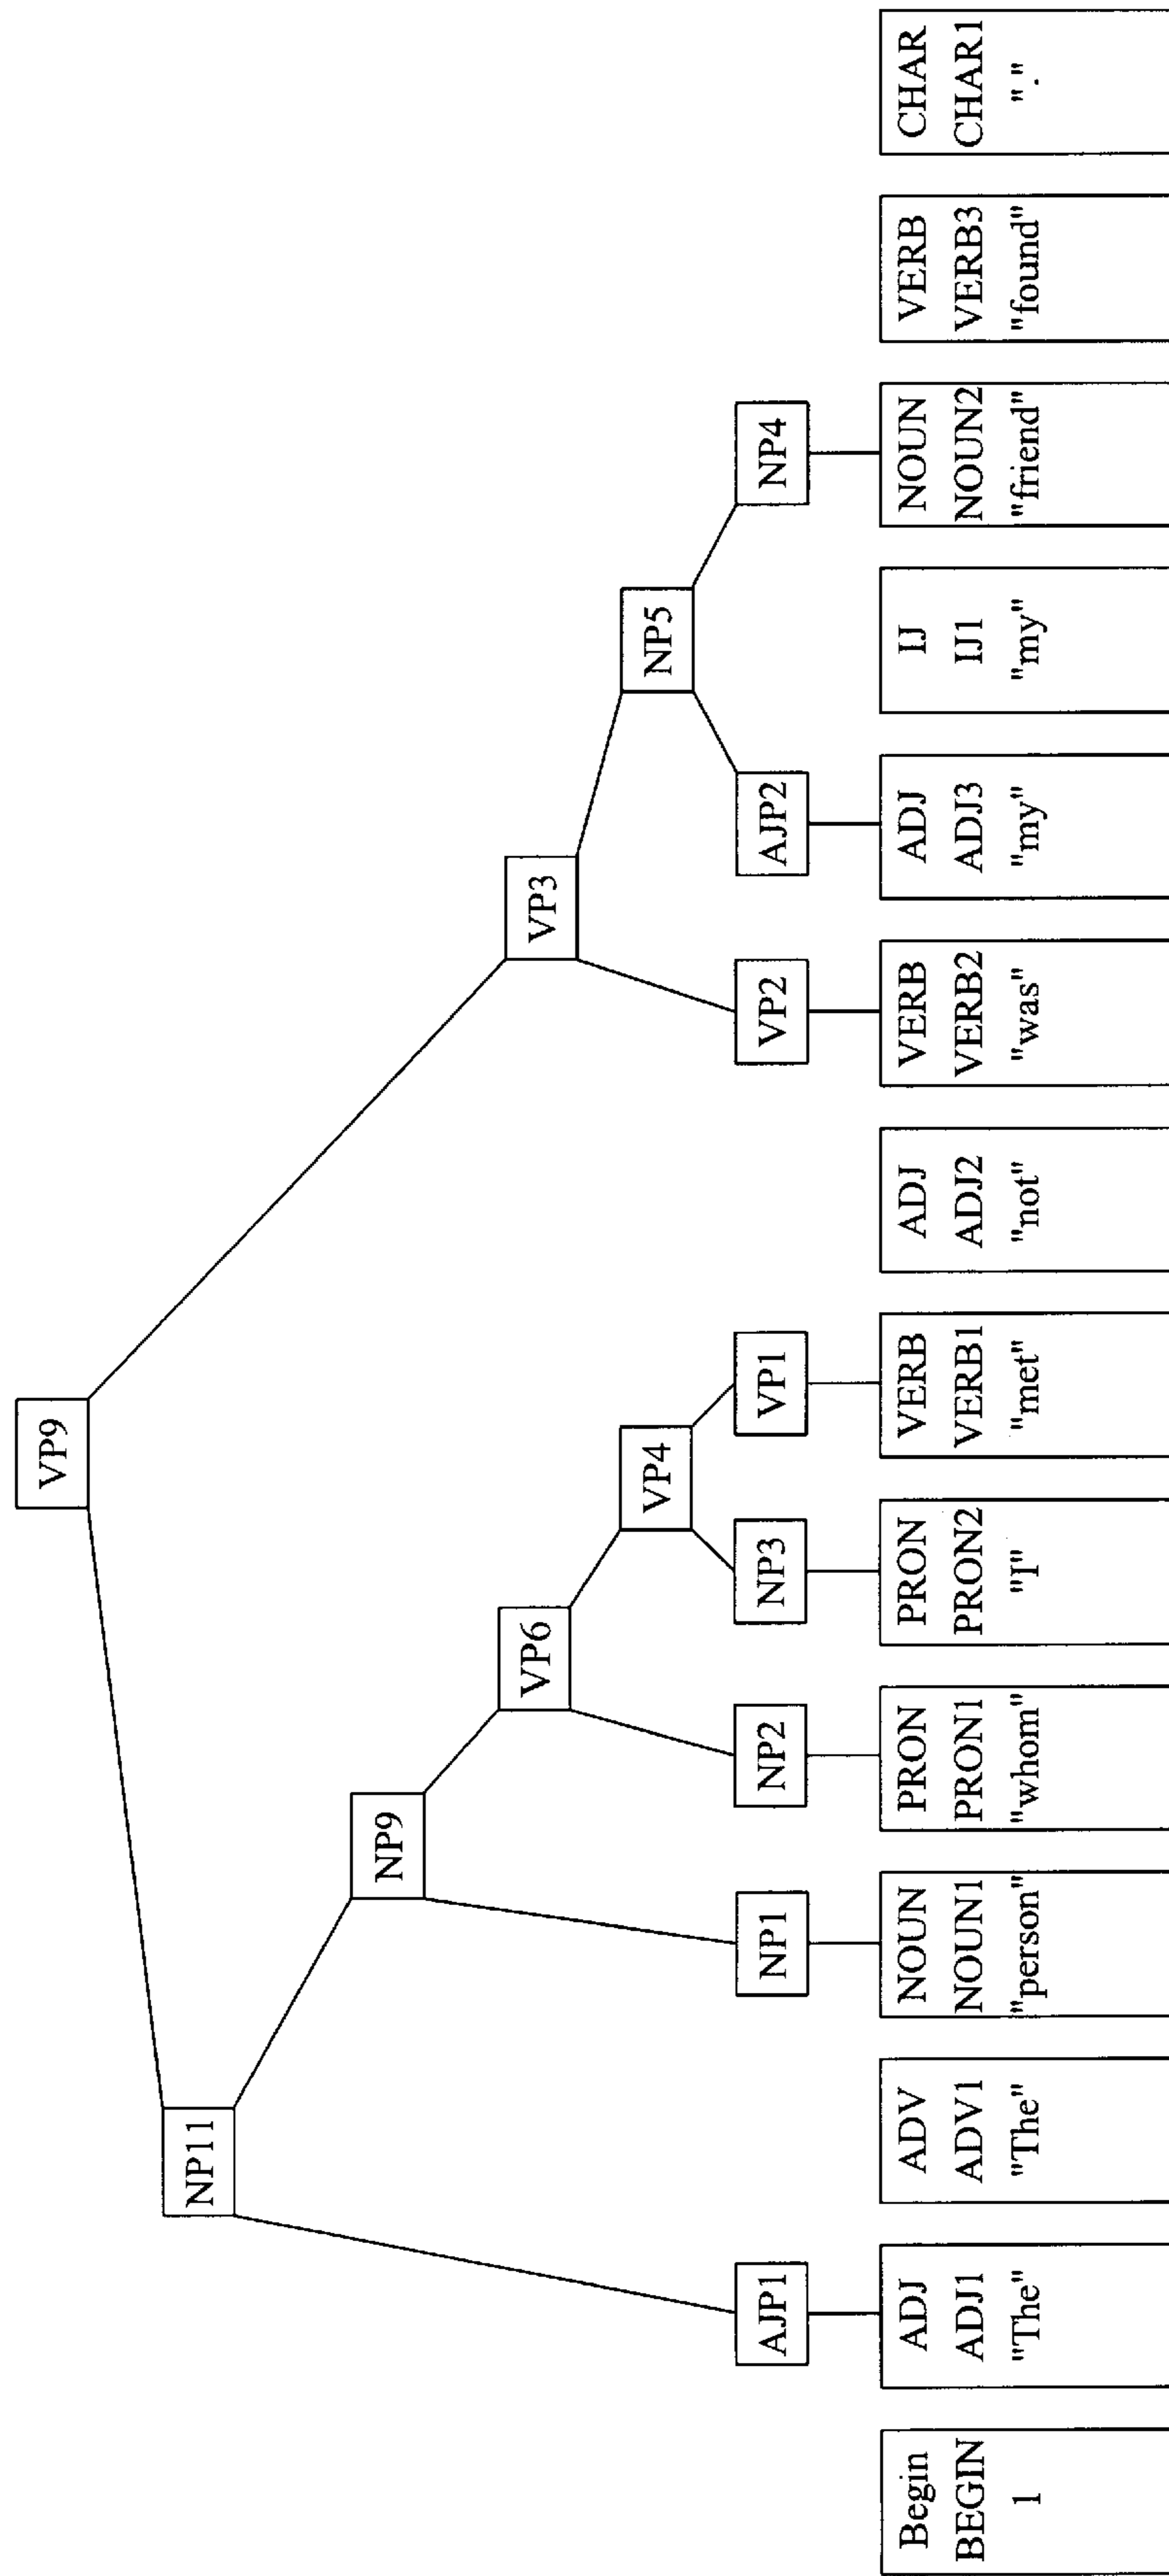 VP9
NP11
NP9
VP6
VP3
VP4
NP5
AJP1
NP1
NP2
NP3
VP1
VP2
AJP2
NP4
Begin
BEGIN
1
ADJ
ADJ1
"The"
ADV
ADV1
"The"
NOUN
NOUN1
"person"
PRON
PRON1
"whom"
PRON
PRON2
"I"
VERB
VERB1
"met"
ADJ
ADJ2
"not"
VERB
VERB2
"was"
ADJ
ADJ3
"my"
IJ
IJ1
"my"
NOUN
NOUN2
"friend"
VERB
VERB3
"found"
CHAR
CHAR1
"."